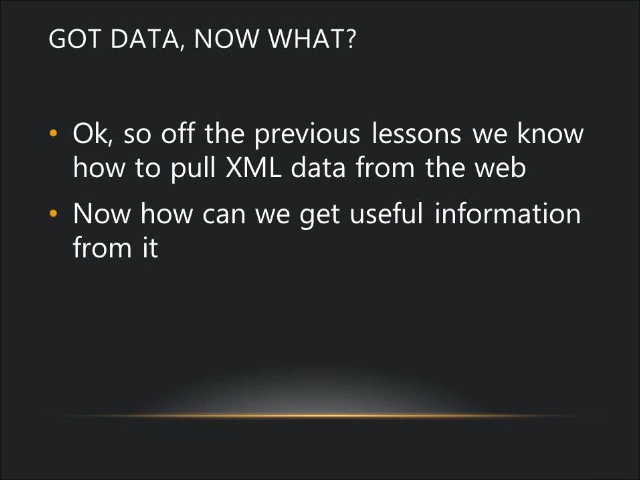 GOT DATA, NOW WHAT?
• Ok, so off the previous lessons we know
how to pull XML data from the web
• Now how can we get useful information
from it